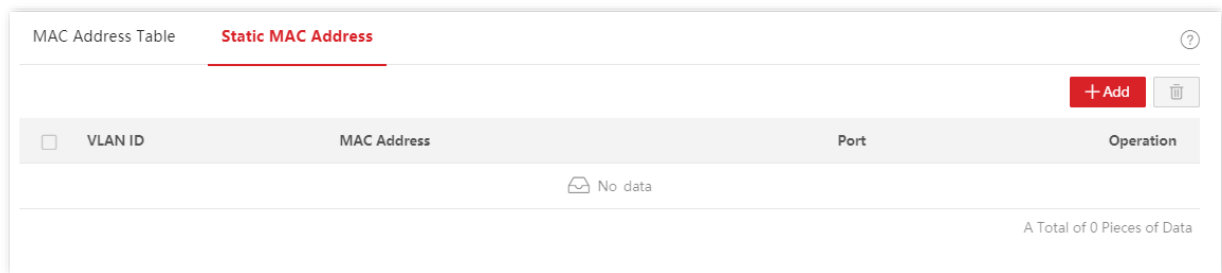 MAC Address Table Static MAC Address ?
+ Add
VLAN ID MAC Address Port Operation
No data
A Total of 0 Pieces of Data